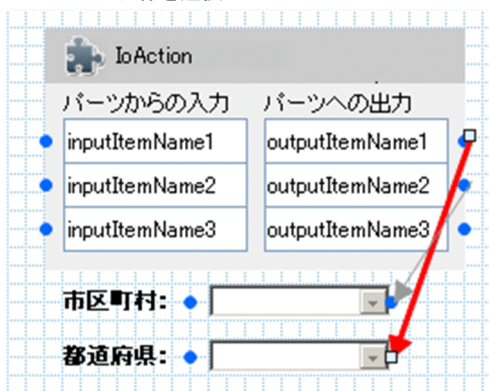 IoAction
パーツからの入力 パーツへの出力
inputItemName1 outputItemName1
inputItemName2 outputItemName2
inputItemName3 outputItemName3
市区町村:
都道府県: